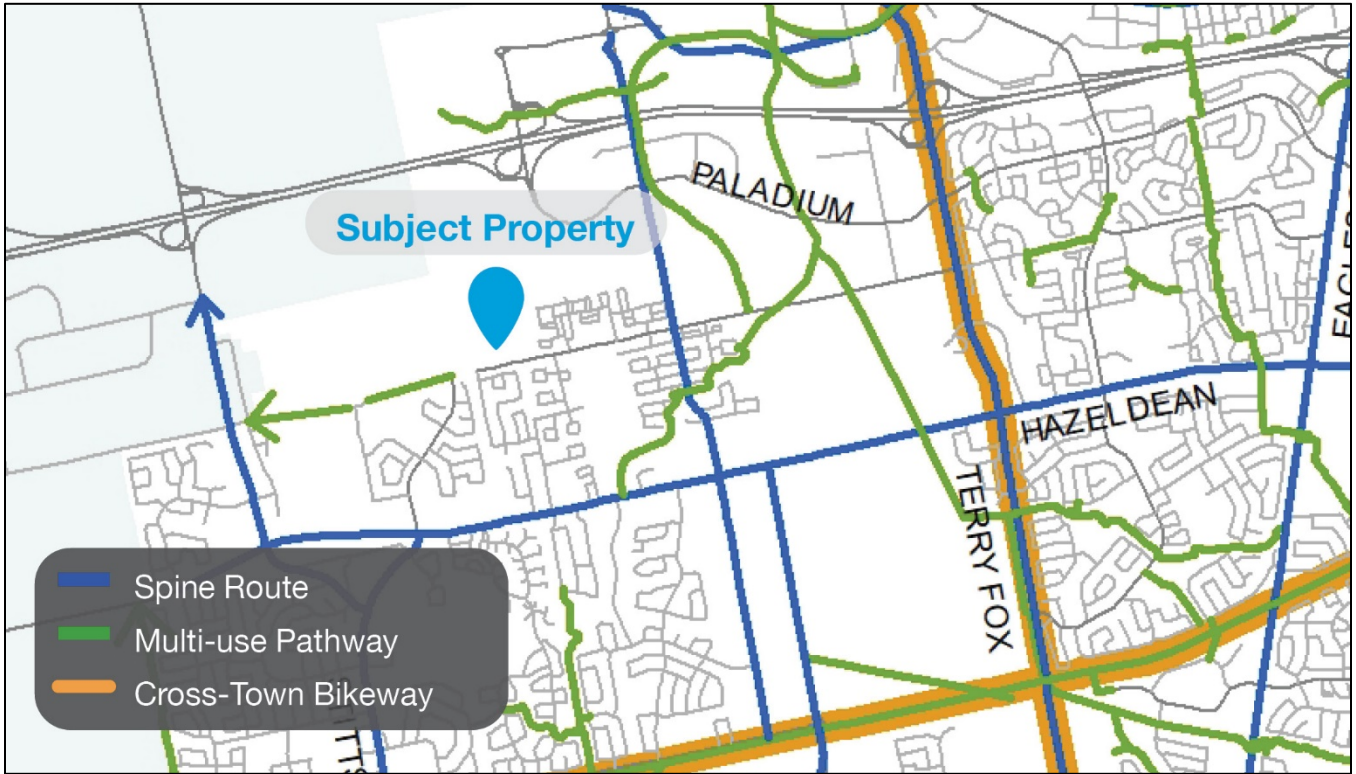 PALADIUM
Subject Property
HAZELDEAN
TERRY FOX
Spine Route
Multi-use Pathway
Cross-Town Bikeway